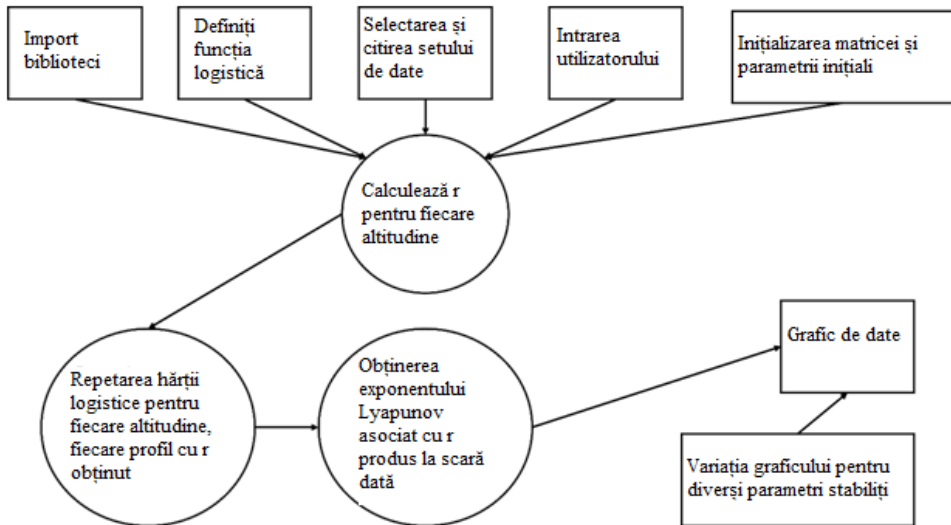 Import
biblioteci
Definiți
funcția
logistică
Selectarea și
citirea setului
de date
Intrarea
utilizatorului
Inițializarea matricei și
parametrii inițiali
Calculează r
pentru fiecare
altitudine
Repetarea hărții
logistice pentru
fiecare altitudine,
fiecare profil cu r
obținut
Obținerea
exponentului
Lyapunov
asociat cu r
produs la scară
dată
Grafic de date
Variația graficului pentru
diverși parametri stabiliți